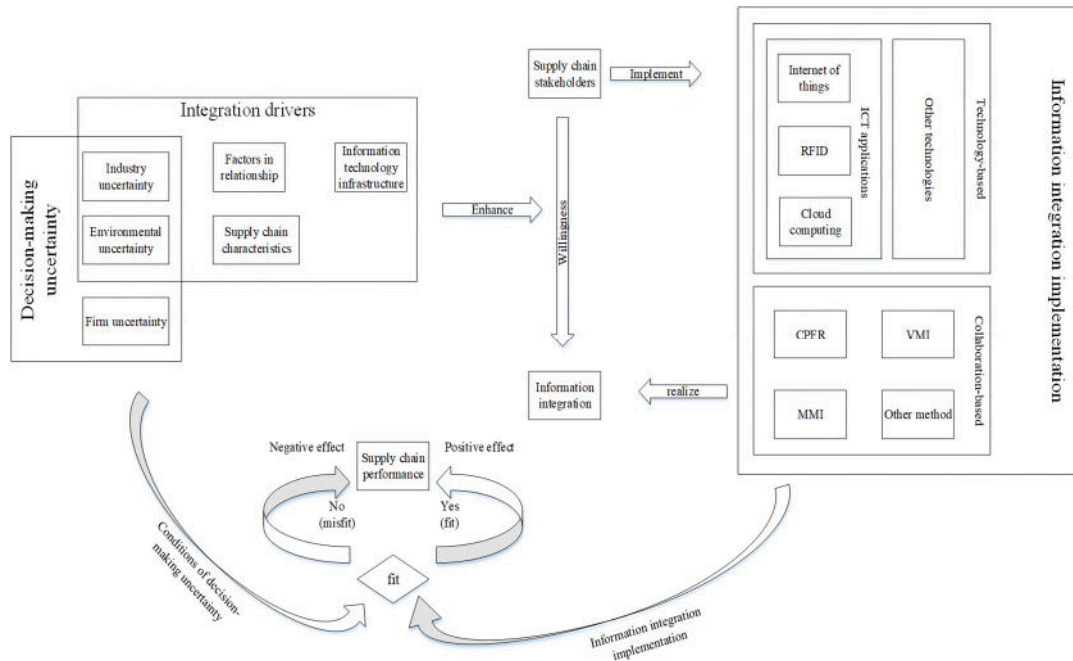 Integration drivers
Decision-making
uncertainty
Industry
uncertainty
Environmental
uncertainty
Firm uncertainty
Factors in
relationship
Supply chain
characteristics
Information
technology
infrastructure
Enhance
Supply chain
stakeholders
Implement
Willingness
Information
integration
realize
Internet of
things
RFID
Cloud
computing
ICT applications
Other technologies
Technology-based
CPFR
VMI
MMI
Other method
Collaboration-based
Information integration implementation
Negative effect
Supply chain
performance
Positive effect
No
(misfit)
Yes
(fit)
fit
Conditions of decision-
making uncertainty
Information integration
implementation